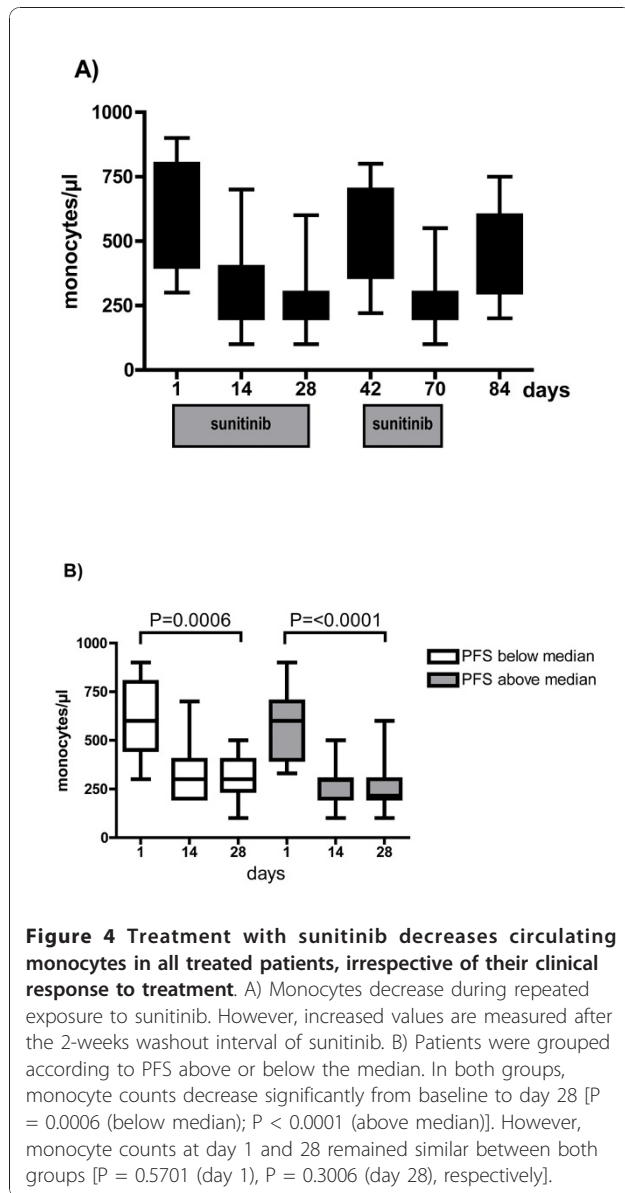 A)
1000
750
500
250
0
monocytes/µl
1 14 28 42 70 84 days
sunitinib sunitinib
B)
P=0.0006 P=<0.0001
1000
750
500
250
0
monocytes/µl
PFS below median
PFS above median
1 14 28 1 14 28
days
Figure 4 Treatment with sunitinib decreases circulating
monocytes in all treated patients, irrespective of their clinical
response to treatment. A) Monocytes decrease during repeated
exposure to sunitinib. However, increased values are measured after
the 2-weeks washout interval of sunitinib. B) Patients were grouped
according to PFS above or below the median. In both groups,
monocyte counts decrease significantly from baseline to day 28 [P
= 0.0006 (below median); P < 0.0001 (above median)]. However,
monocyte counts at day 1 and 28 remained similar between both
groups [P = 0.5701 (day 1), P = 0.3006 (day 28), respectively].